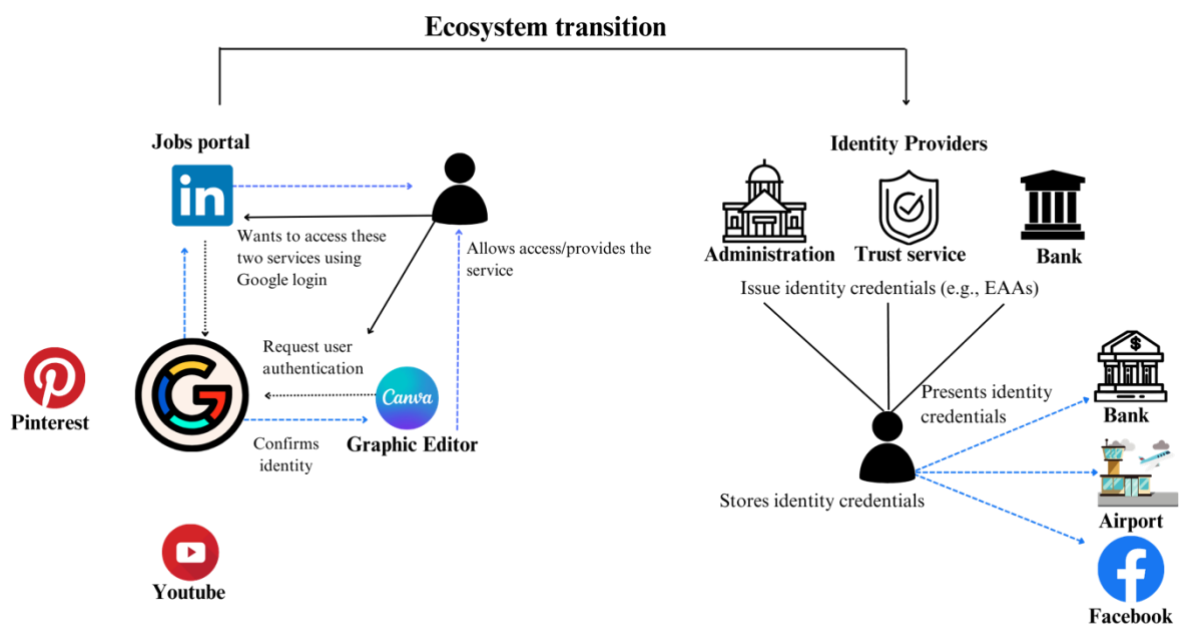 Ecosystem transition
Jobs portal
in
Wants to access these
two services using
Google login
Allows access/provides the
service
Request user
authentication
G
Canva
Confirms
identity
Graphic Editor
Pinterest
Youtube
Identity Providers
Administration
Trust service
Bank
Issue identity credentials (e.g., EAAs)
Presents identity
credentials
Stores identity credentials
$
Bank
Airport
f
Facebook